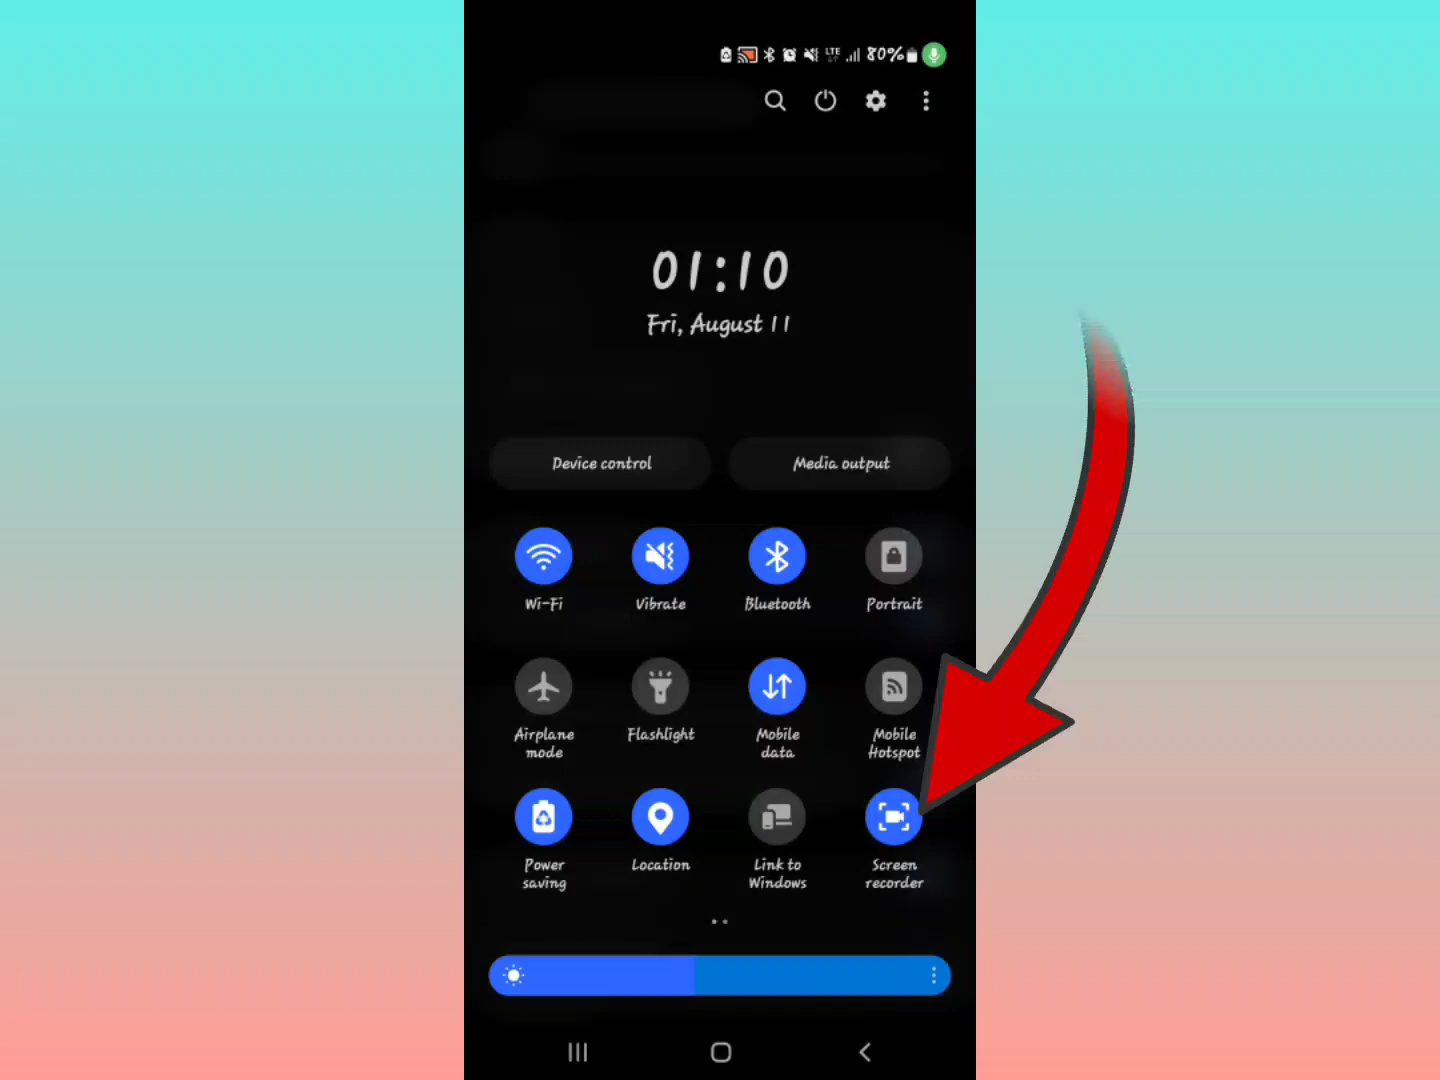 LTE 80%
01:10
Fri, August 11
Device control Media output
Wi-Fi Vibrate Bluetooth Portrait
Airplane mode Flashlight Mobile data Mobile Hotspot
Power saving Location Link to Windows Screen recorder